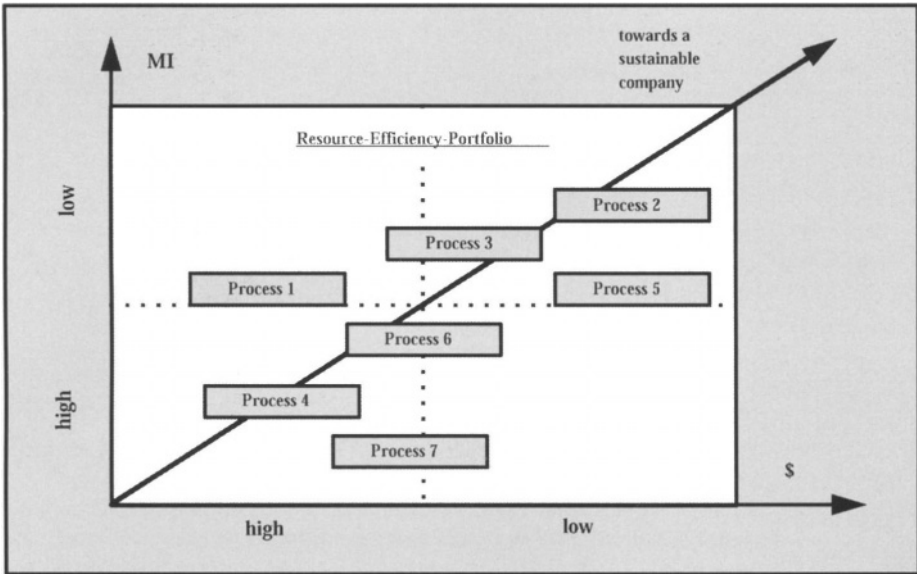 MI
towards a
sustainable
company
Resource-Efficiency-Portfolio
low
Process 2
Process 3
Process 1
Process 5
Process 6
high
Process 4
Process 7
$
high
low